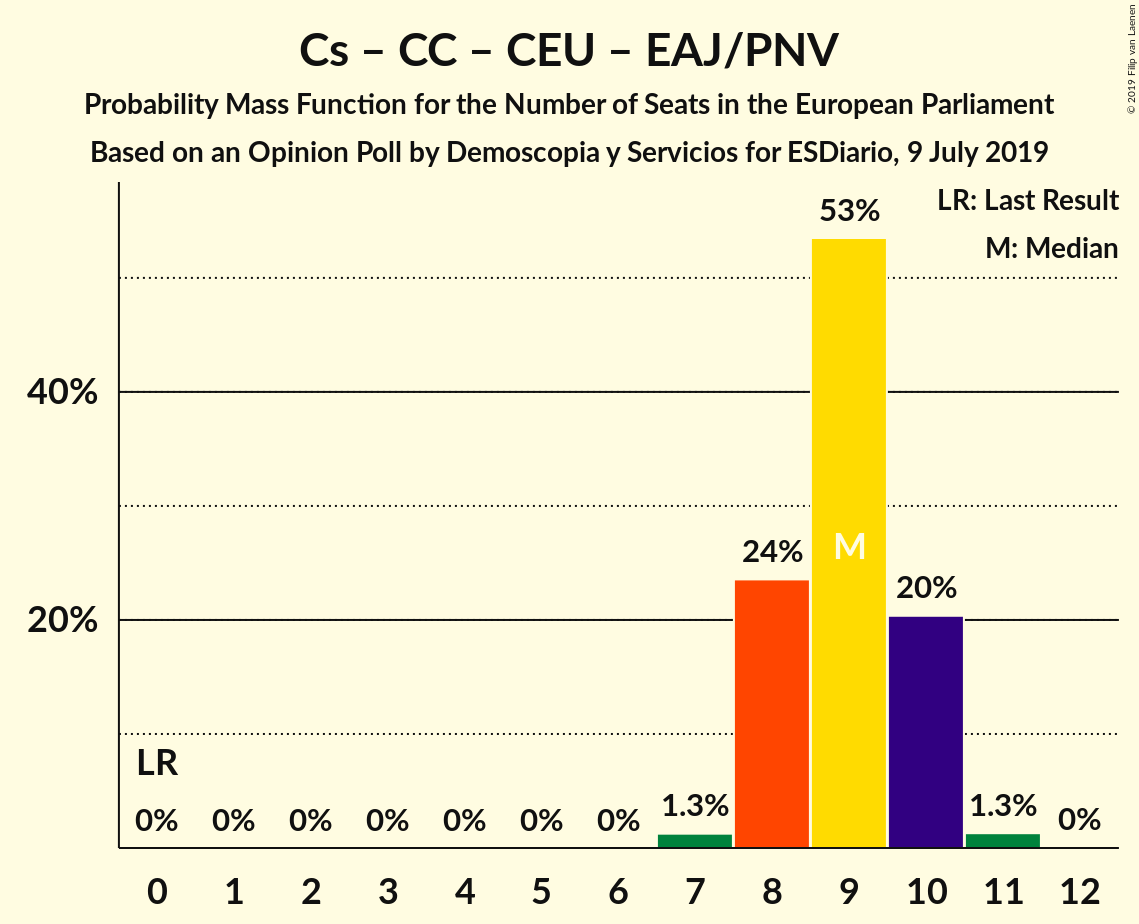 Cs – CC – CEU – EAJ/PNV
Probability Mass Function for the Number of Seats in the European Parliament
Based on an Opinion Poll by Demoscopia y Servicios for ESDiario, 9 July 2019
© 2019 Filip van Laenen
LR: Last Result
M: Median
53%
40%
24%
M
20%
20%
LR
0% 0% 0% 0% 0% 0% 0% 1.3% 1.3% 0%
0 1 2 3 4 5 6 7 8 9 10 11 12